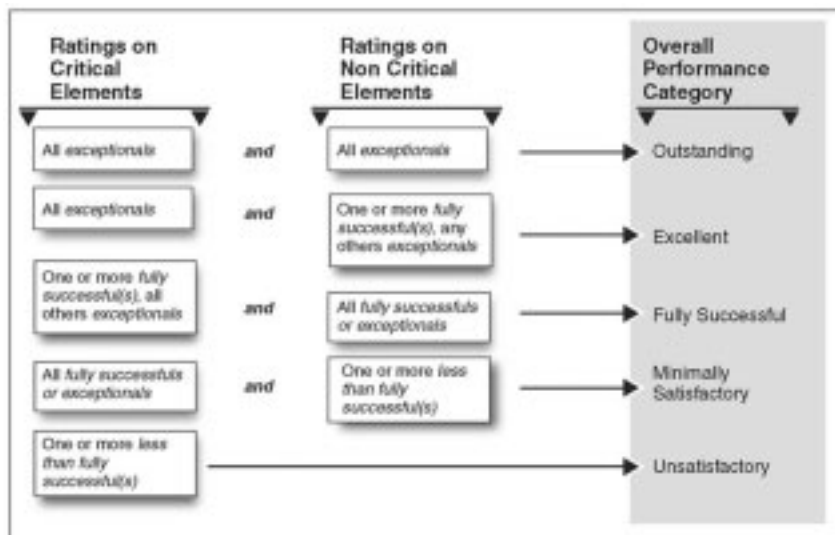 Ratings on
Critical
Elements
Ratings on
Non Critical
Elements
Overall
Performance
Category
All exceptionals
and
All exceptionals
Outstanding
All exceptionals
and
One or more fully
successful(s), any
others exceptionals
Excellent
One or more fully
successful(s), all
others exceptionals
and
All fully successfuls
or exceptionals
Fully Successful
All fully successfuls
or exceptionals
and
One or more less
than fully
successful(s)
Minimally
Satisfactory
One or more less
than fully
successful(s)
Unsatisfactory